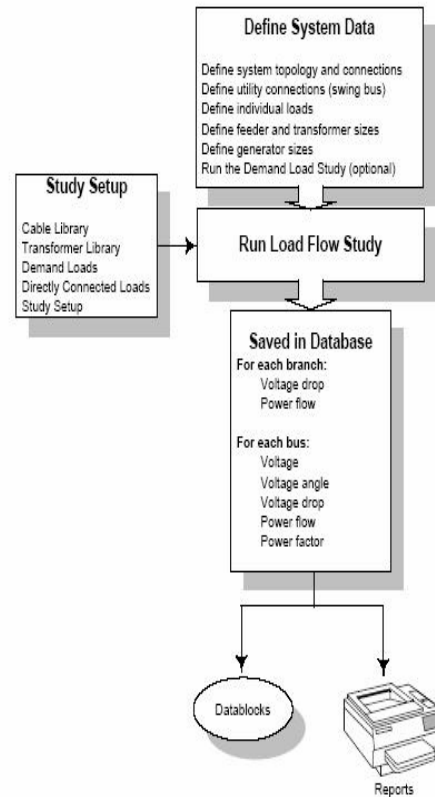 Define System Data
Define system topology and connections
Define utility connections (swing bus)
Define individual loads
Define feeder and transformer sizes
Define generator sizes
Run the Demand Load Study (optional)
Study Setup
Cable Library
Transformer Library
Demand Loads
Directly Connected Loads
Study Setup
Run Load Flow Study
Saved in Database
For each branch:
Voltage drop
Power flow
For each bus:
Voltage
Voltage angle
Voltage drop
Power flow
Power factor
Datablocks
Reports